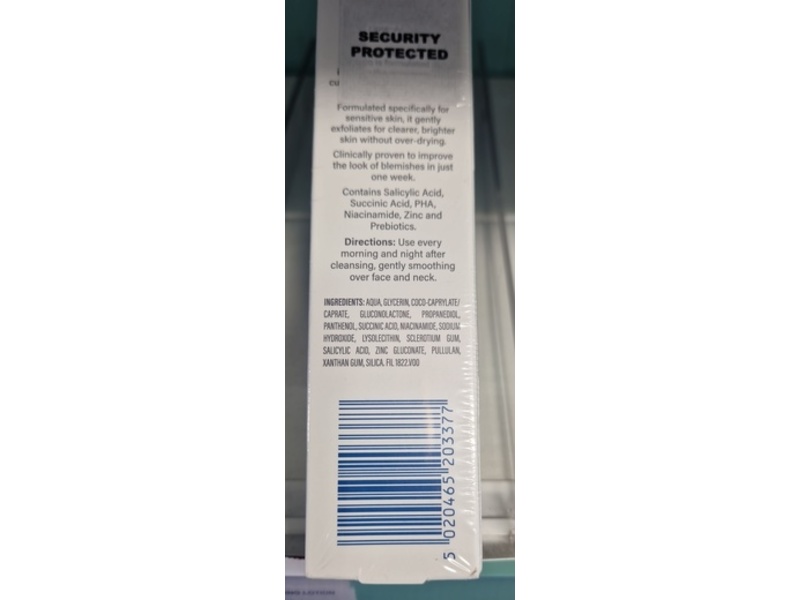 SECURITY
PROTECTED
cu
Formulated specifically for
sensitive skin, it gently
exfoliates for clearer, brighter
skin without over-drying.
Clinically proven to improve
the look of blemishes in just
one week.
Contains Salicylic Acid,
Succinic Acid, PHA,
Niacinamide, Zinc and
Prebiotics.
Directions: Use every
morning and night after
cleansing, gently smoothing
over face and neck.
INGREDIENTS: AQUA, GLYCERIN, COCO-CAPRYLATE/
CAPRATE, GLUCONOLACTONE, PROPANEDIOL,
PANTHENOL, SUCCINIC ACID, NIACINAMIDE, SODIUM
HYDROXIDE, LYSOLECITHIN, SCLEROTIUM GUM,
SALICYLIC ACID, ZINC GLUCONATE, PULLULAN,
XANTHAN GUM, SILICA. FIL 1822.V00
5 020465 203377